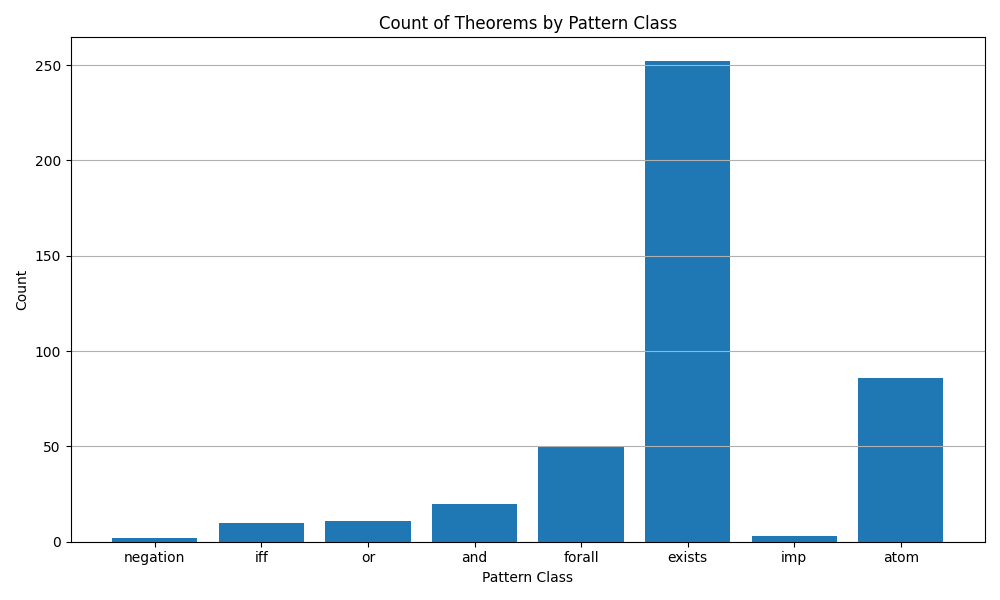 Count of Theorems by Pattern Class
Count
250
200
150
100
50
0
negation iff or and forall exists imp atom
Pattern Class